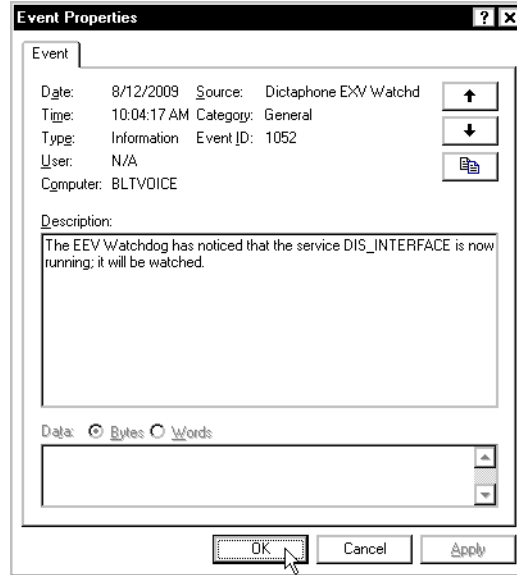 Event Properties
Event
Date: 8/12/2009 Source: Dictaphone EXV Watchd
Time: 10:04:17 AM Category: General
Type: Information Event ID: 1052
User: N/A
Computer: BLTVOICE
Description:
The EEV Watchdog has noticed that the service DIS_INTERFACE is now
running; it will be watched.
Data: Bytes Words
OK Cancel Apply